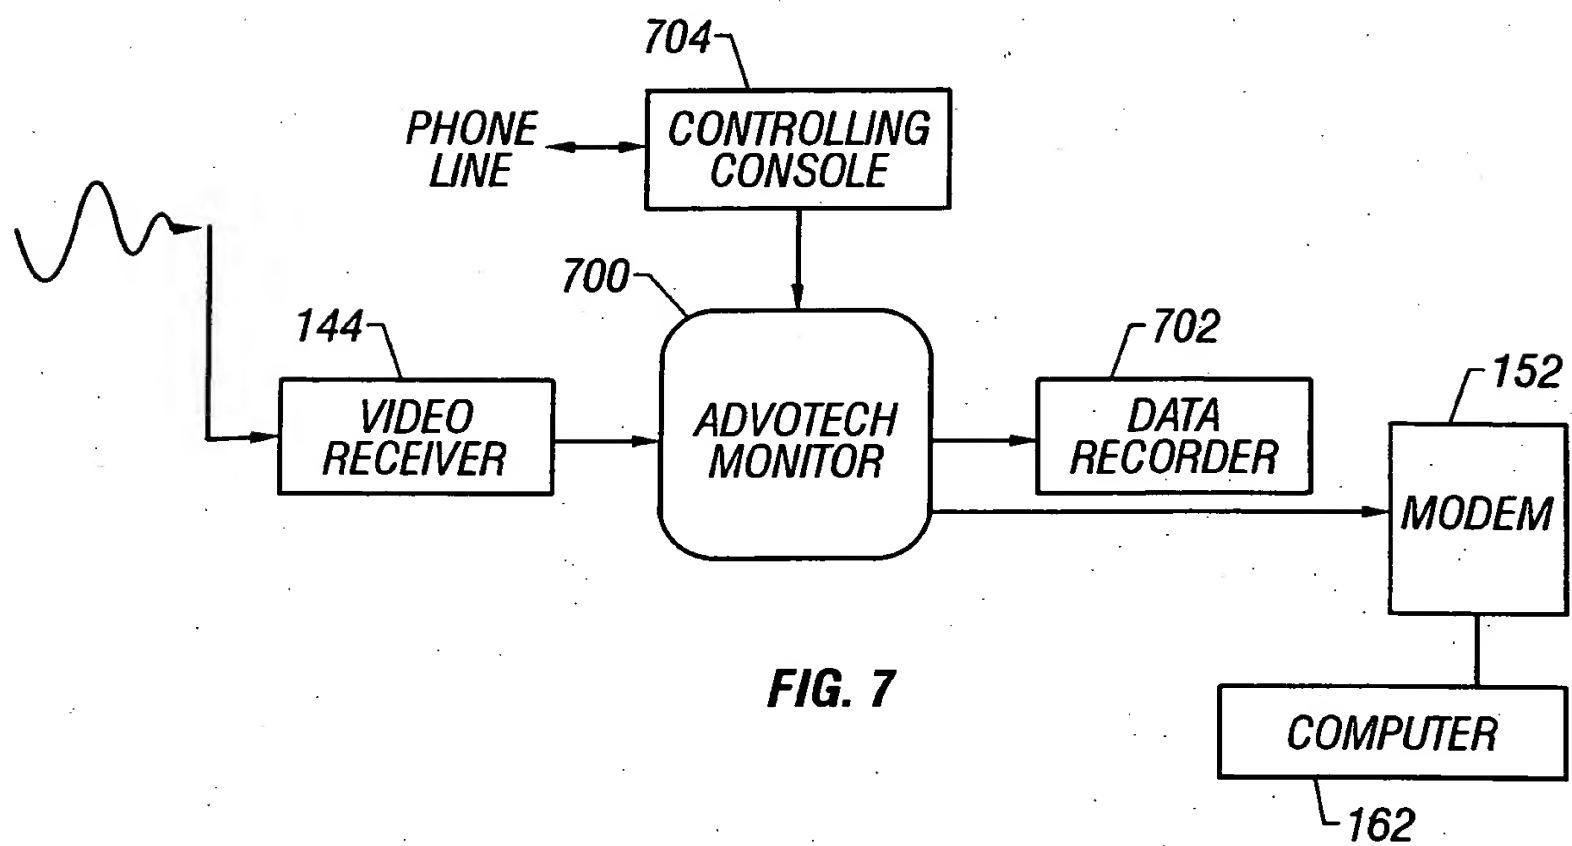 704
PHONE
LINE
CONTROLLING
CONSOLE
700
144
702
152
VIDEO
RECEIVER
ADVOTECH
MONITOR
DATA
RECORDER
MODEM
FIG. 7
COMPUTER
162